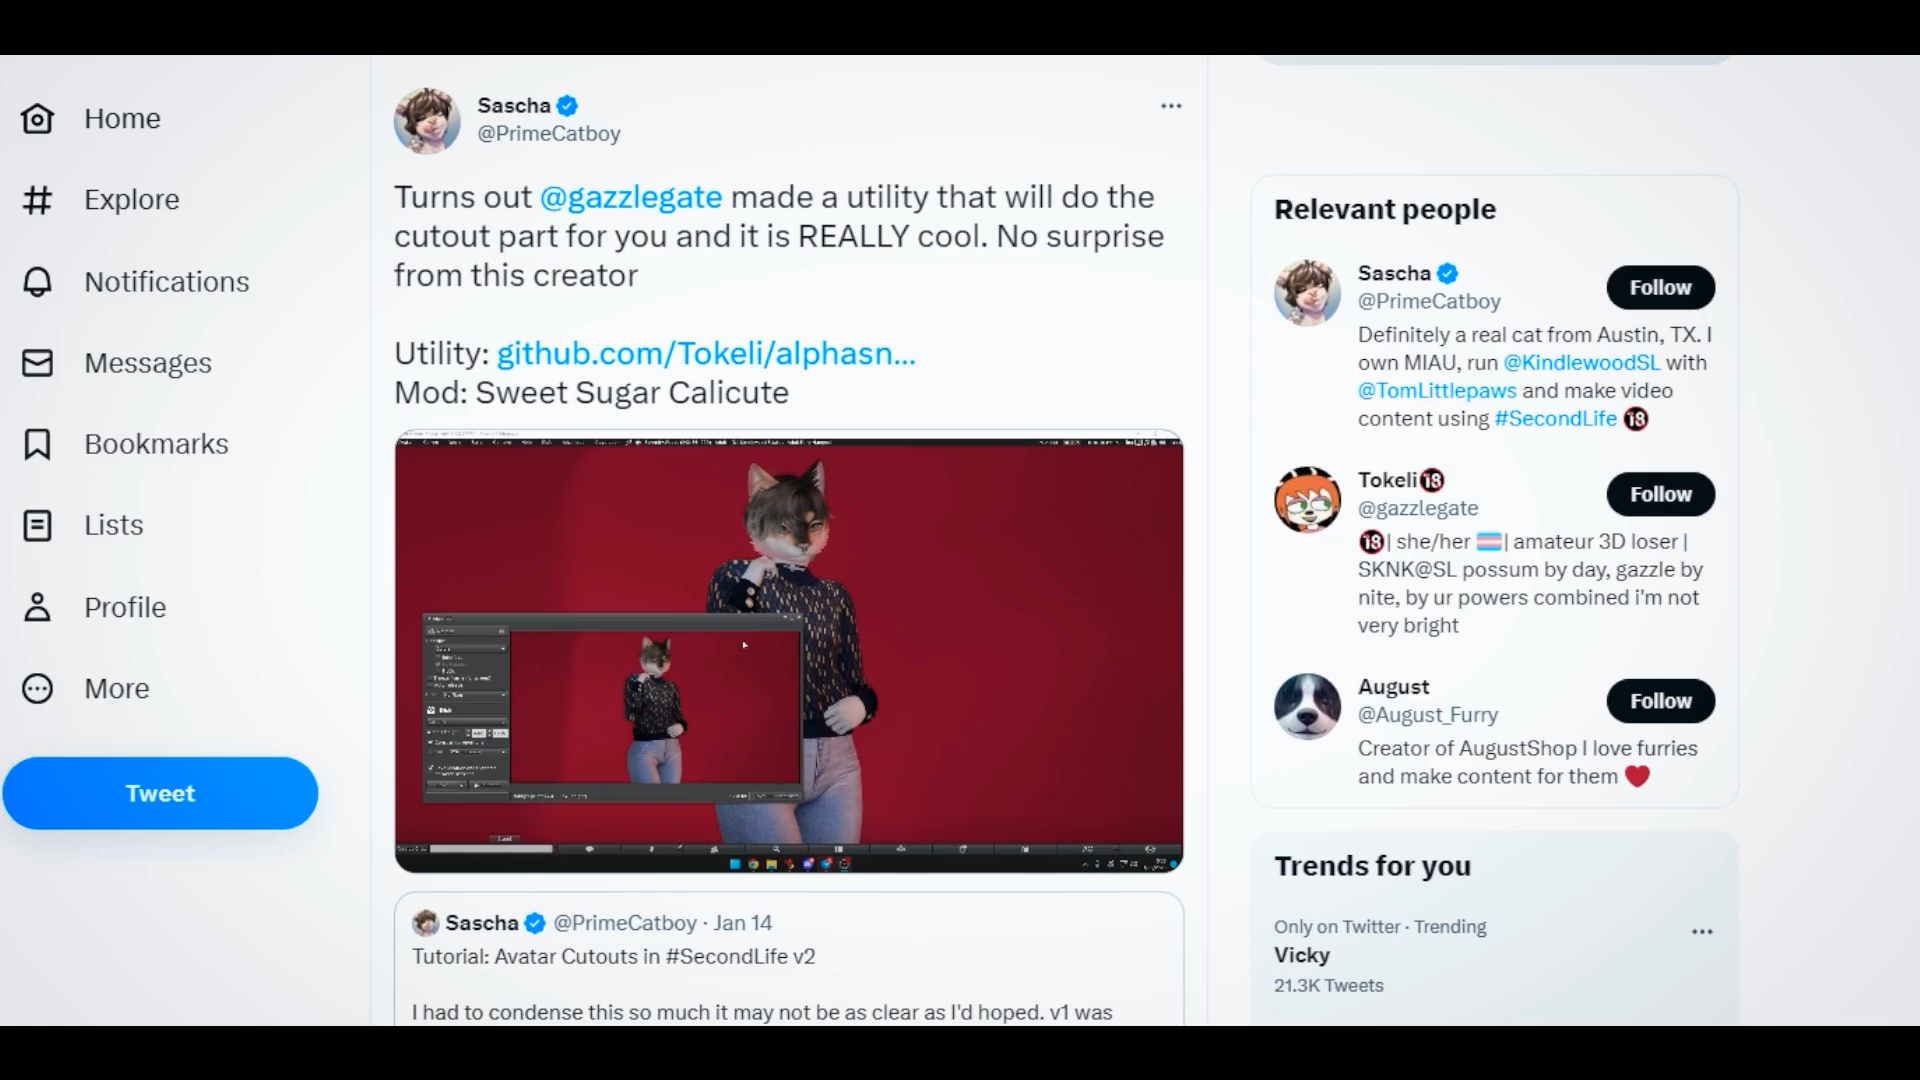 Home
Explore
Notifications
Messages
Bookmarks
Lists
Profile
More
Tweet
Sascha
@PrimeCatboy
Turns out @gazzlegate made a utility that will do the
cutout part for you and it is REALLY cool. No surprise
from this creator
Utility: github.com/Tokeli/alphasn...
Mod: Sweet Sugar Calicute
Sascha @PrimeCatboy · Jan 14
Tutorial: Avatar Cutouts in #SecondLife v2
I had to condense this so much it may not be as clear as I'd hoped. v1 was
Relevant people
Sascha
@PrimeCatboy
Follow
Definitely a real cat from Austin, TX. I
own MIAU, run @KindlewoodSL with
@TomLittlepaws and make video
content using #SecondLife 🔞
Tokeli🔞
@gazzlegate
Follow
🔞| she/her 🏳️‍⚧️| amateur 3D loser |
SKNK@SL possum by day, gazzle by
nite, by ur powers combined i'm not
very bright
August
@August_Furry
Follow
Creator of AugustShop I love furries
and make content for them ❤️
Trends for you
Only on Twitter · Trending
Vicky
21.3K Tweets